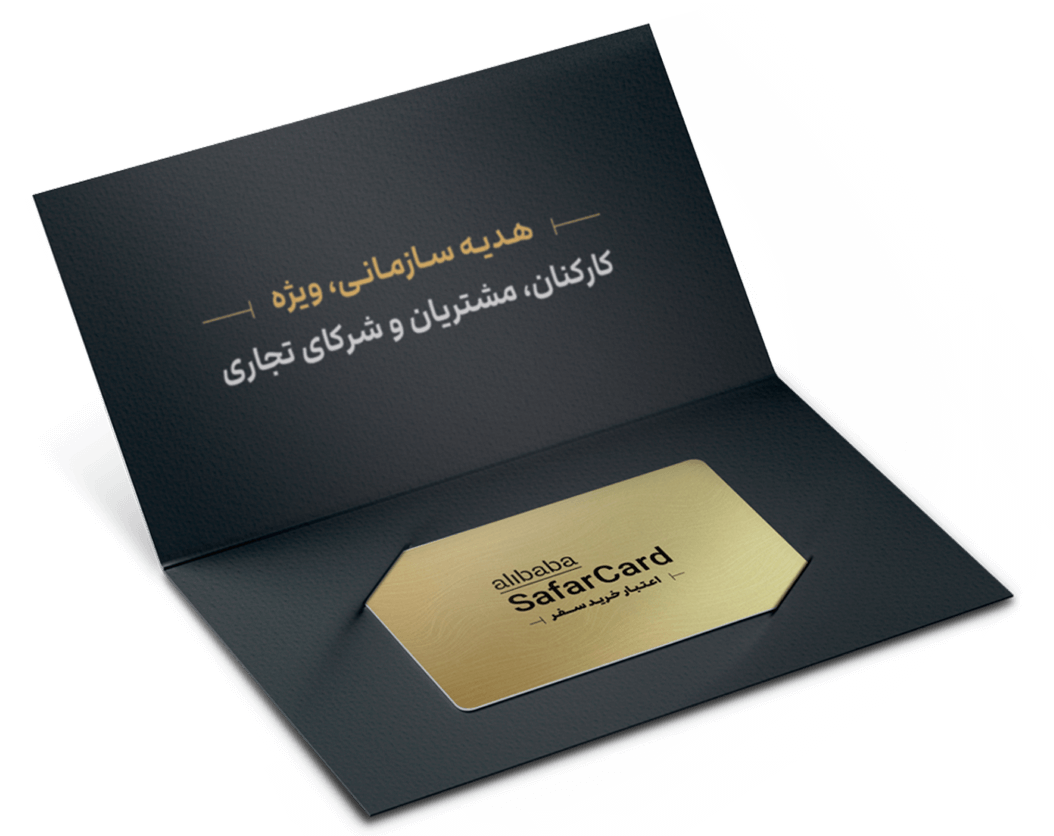 هدیه سازمانی، ویژه
کارکنان، مشتریان و شرکای تجاری
alibaba
SafarCard
اعتبار خرید سفر